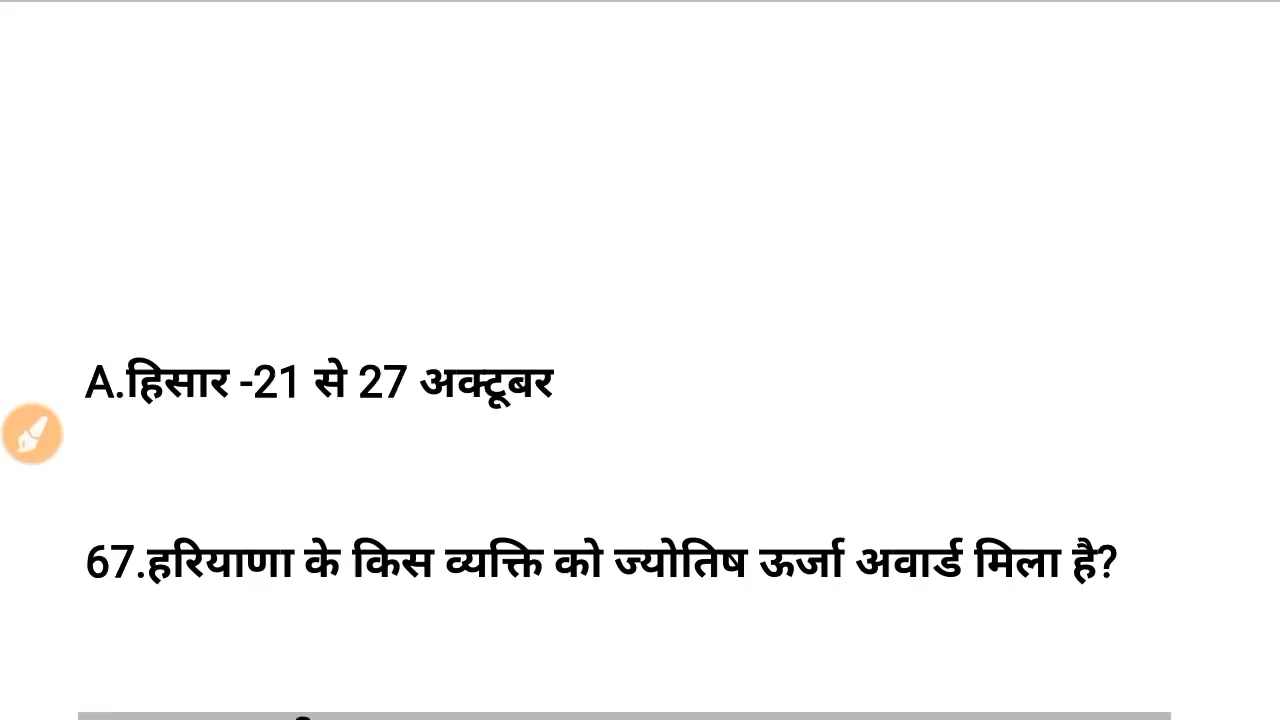 A.हिसार -21 से 27 अक्टूबर
67.हरियाणा के किस व्यक्ति को ज्योतिष ऊर्जा अवार्ड मिला है?